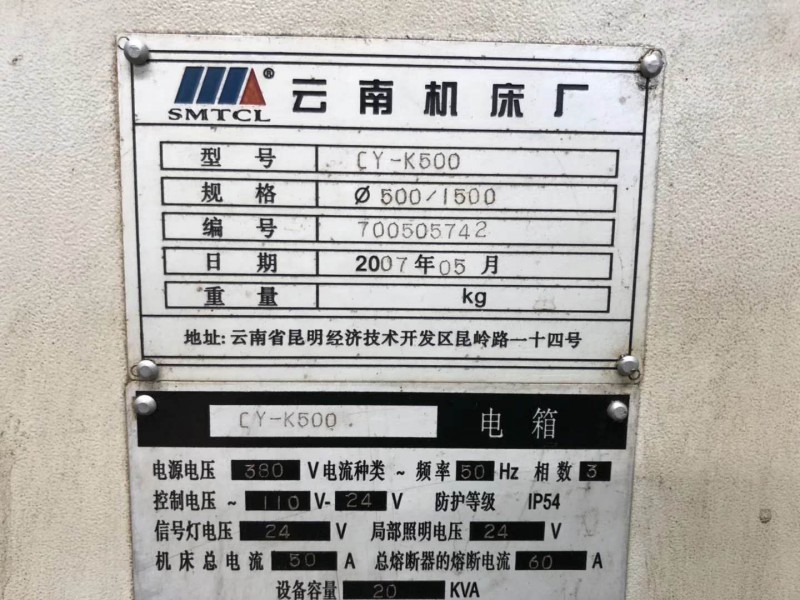 SMTCL® 云南机床厂
型号 CY-K500
规格 Ø 500/1500
编号 700505742
日期 2007年05月
重量 kg
地址:云南省昆明经济技术开发区昆岭路一十四号
CY-K500. 电箱
电源电压 380 V 电流种类 ~ 频率 50 Hz 相数 3
控制电压 ~ 110 V- 24 V 防护等级 IP54
信号灯电压 24 V 局部照明电压 24 V
机床总电流 50 A 总熔断器的熔断电流 60 A
设备容量 20 KVA